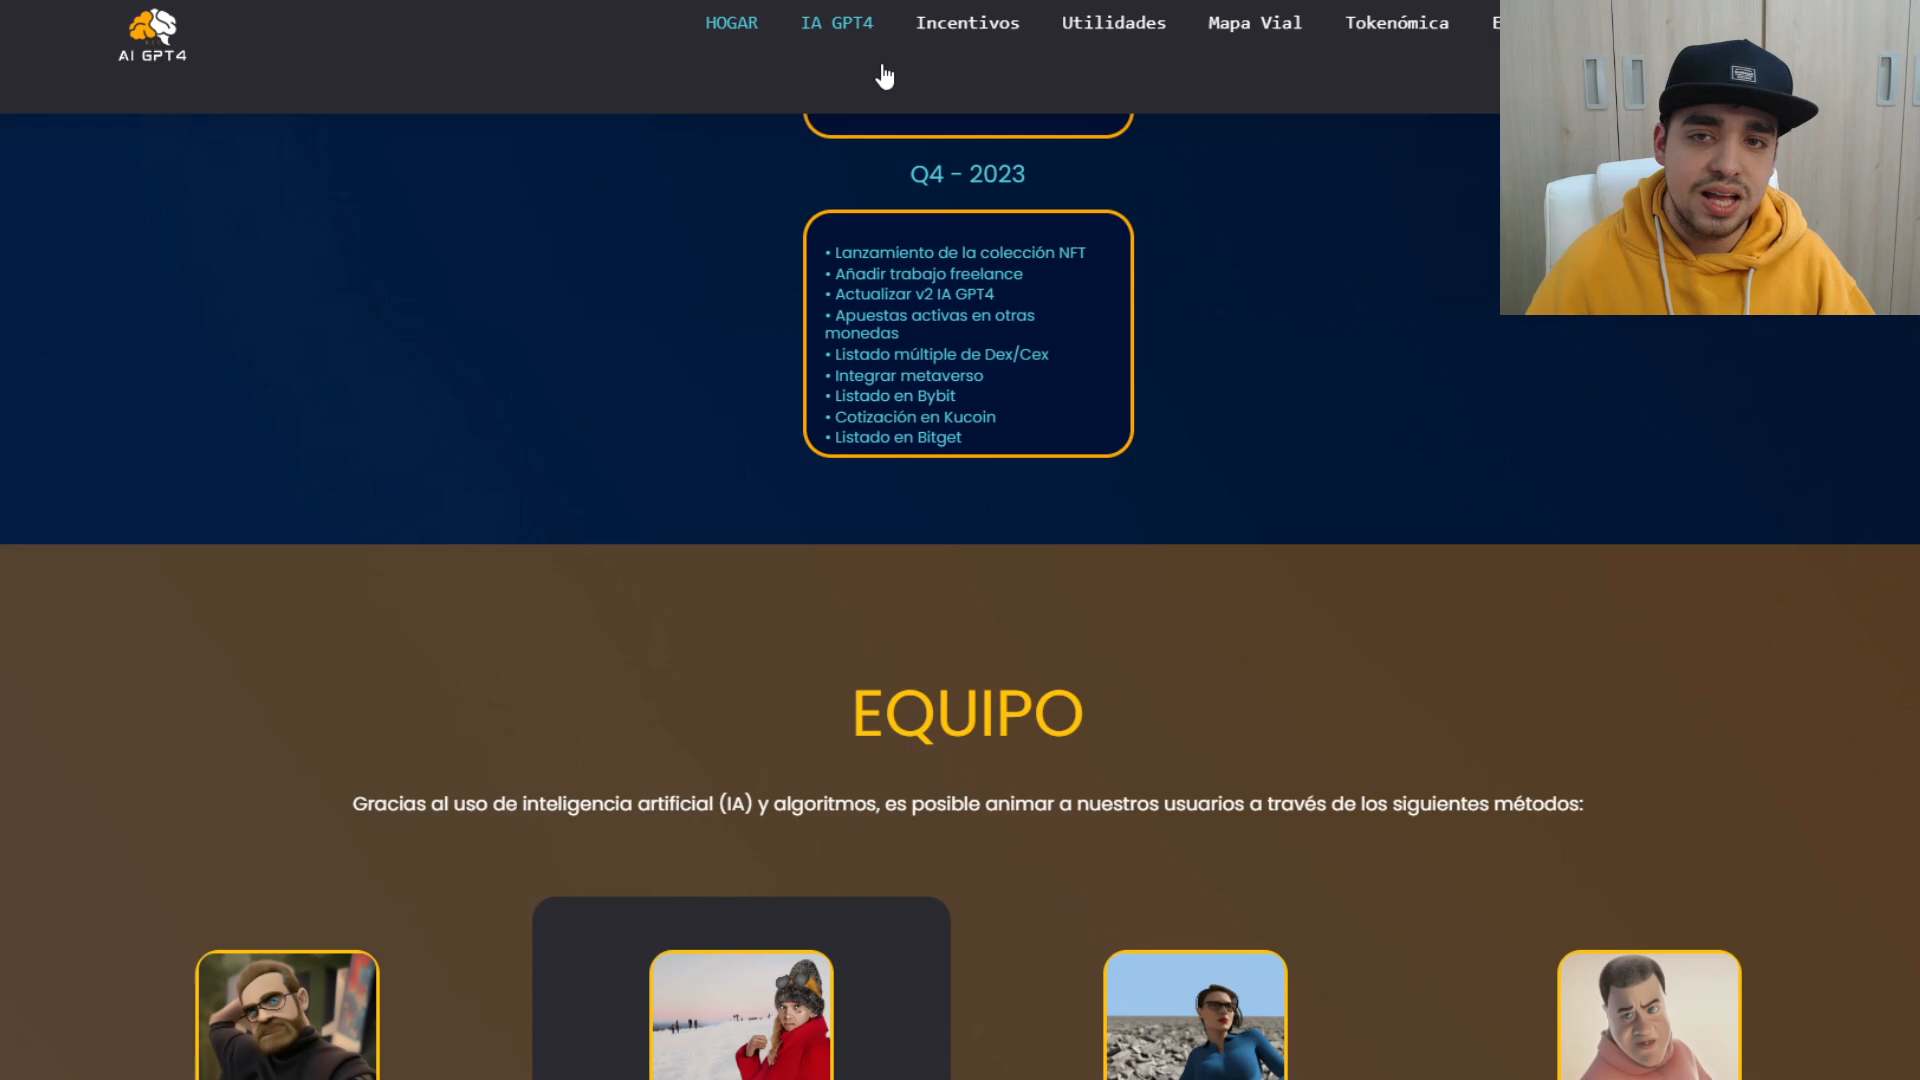 AI GPT4
HOGAR
IA GPT4
Incentivos
Utilidades
Mapa Vial
Tokenómica
Q4 - 2023
• Lanzamiento de la colección NFT
• Añadir trabajo freelance
• Actualizar v2 IA GPT4
• Apuestas activas en otras
monedas
• Listado múltiple de Dex/Cex
• Integrar metaverso
• Listado en Bybit
• Cotización en Kucoin
• Listado en Bitget
EQUIPO
Gracias al uso de inteligencia artificial (IA) y algoritmos, es posible animar a nuestros usuarios a través de los siguientes métodos: